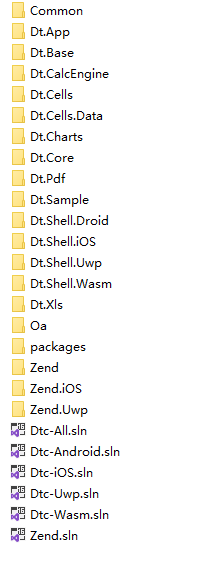 Common
Dt.App
Dt.Base
Dt.CalcEngine
Dt.Cells
Dt.Cells.Data
Dt.Charts
Dt.Core
Dt.Pdf
Dt.Sample
Dt.Shell.Droid
Dt.Shell.iOS
Dt.Shell.Uwp
Dt.Shell.Wasm
Dt.Xls
Oa
packages
Zend
Zend.iOS
Zend.Uwp
Dtc-All.sln
Dtc-Android.sln
Dtc-iOS.sln
Dtc-Uwp.sln
Dtc-Wasm.sln
Zend.sln